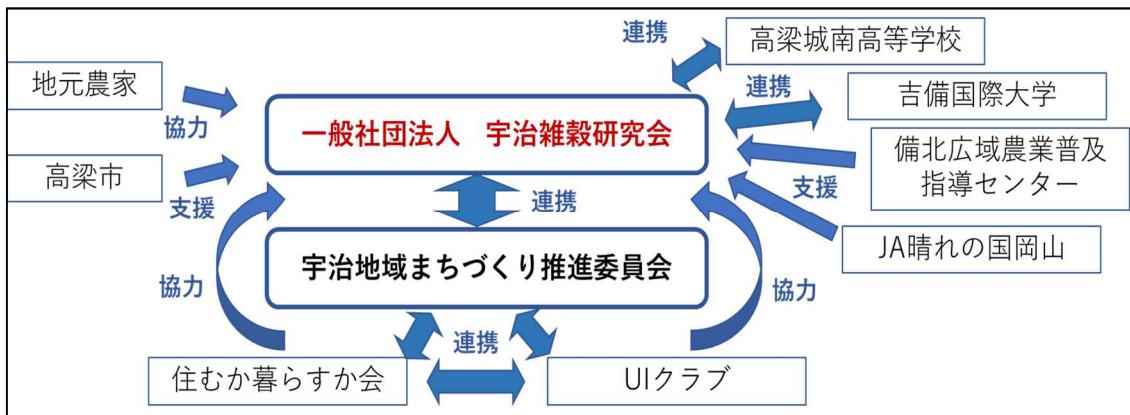 連携
高梁城南高等学校
地元農家
連携
吉備国際大学
協力
一般社団法人 宇治雑穀研究会
備北広域農業普及
指導センター
高梁市
支援
支援
連携
JA晴れの国岡山
宇治地域まちづくり推進委員会
協力
協力
連携
住むか暮らすか会
UIクラブ